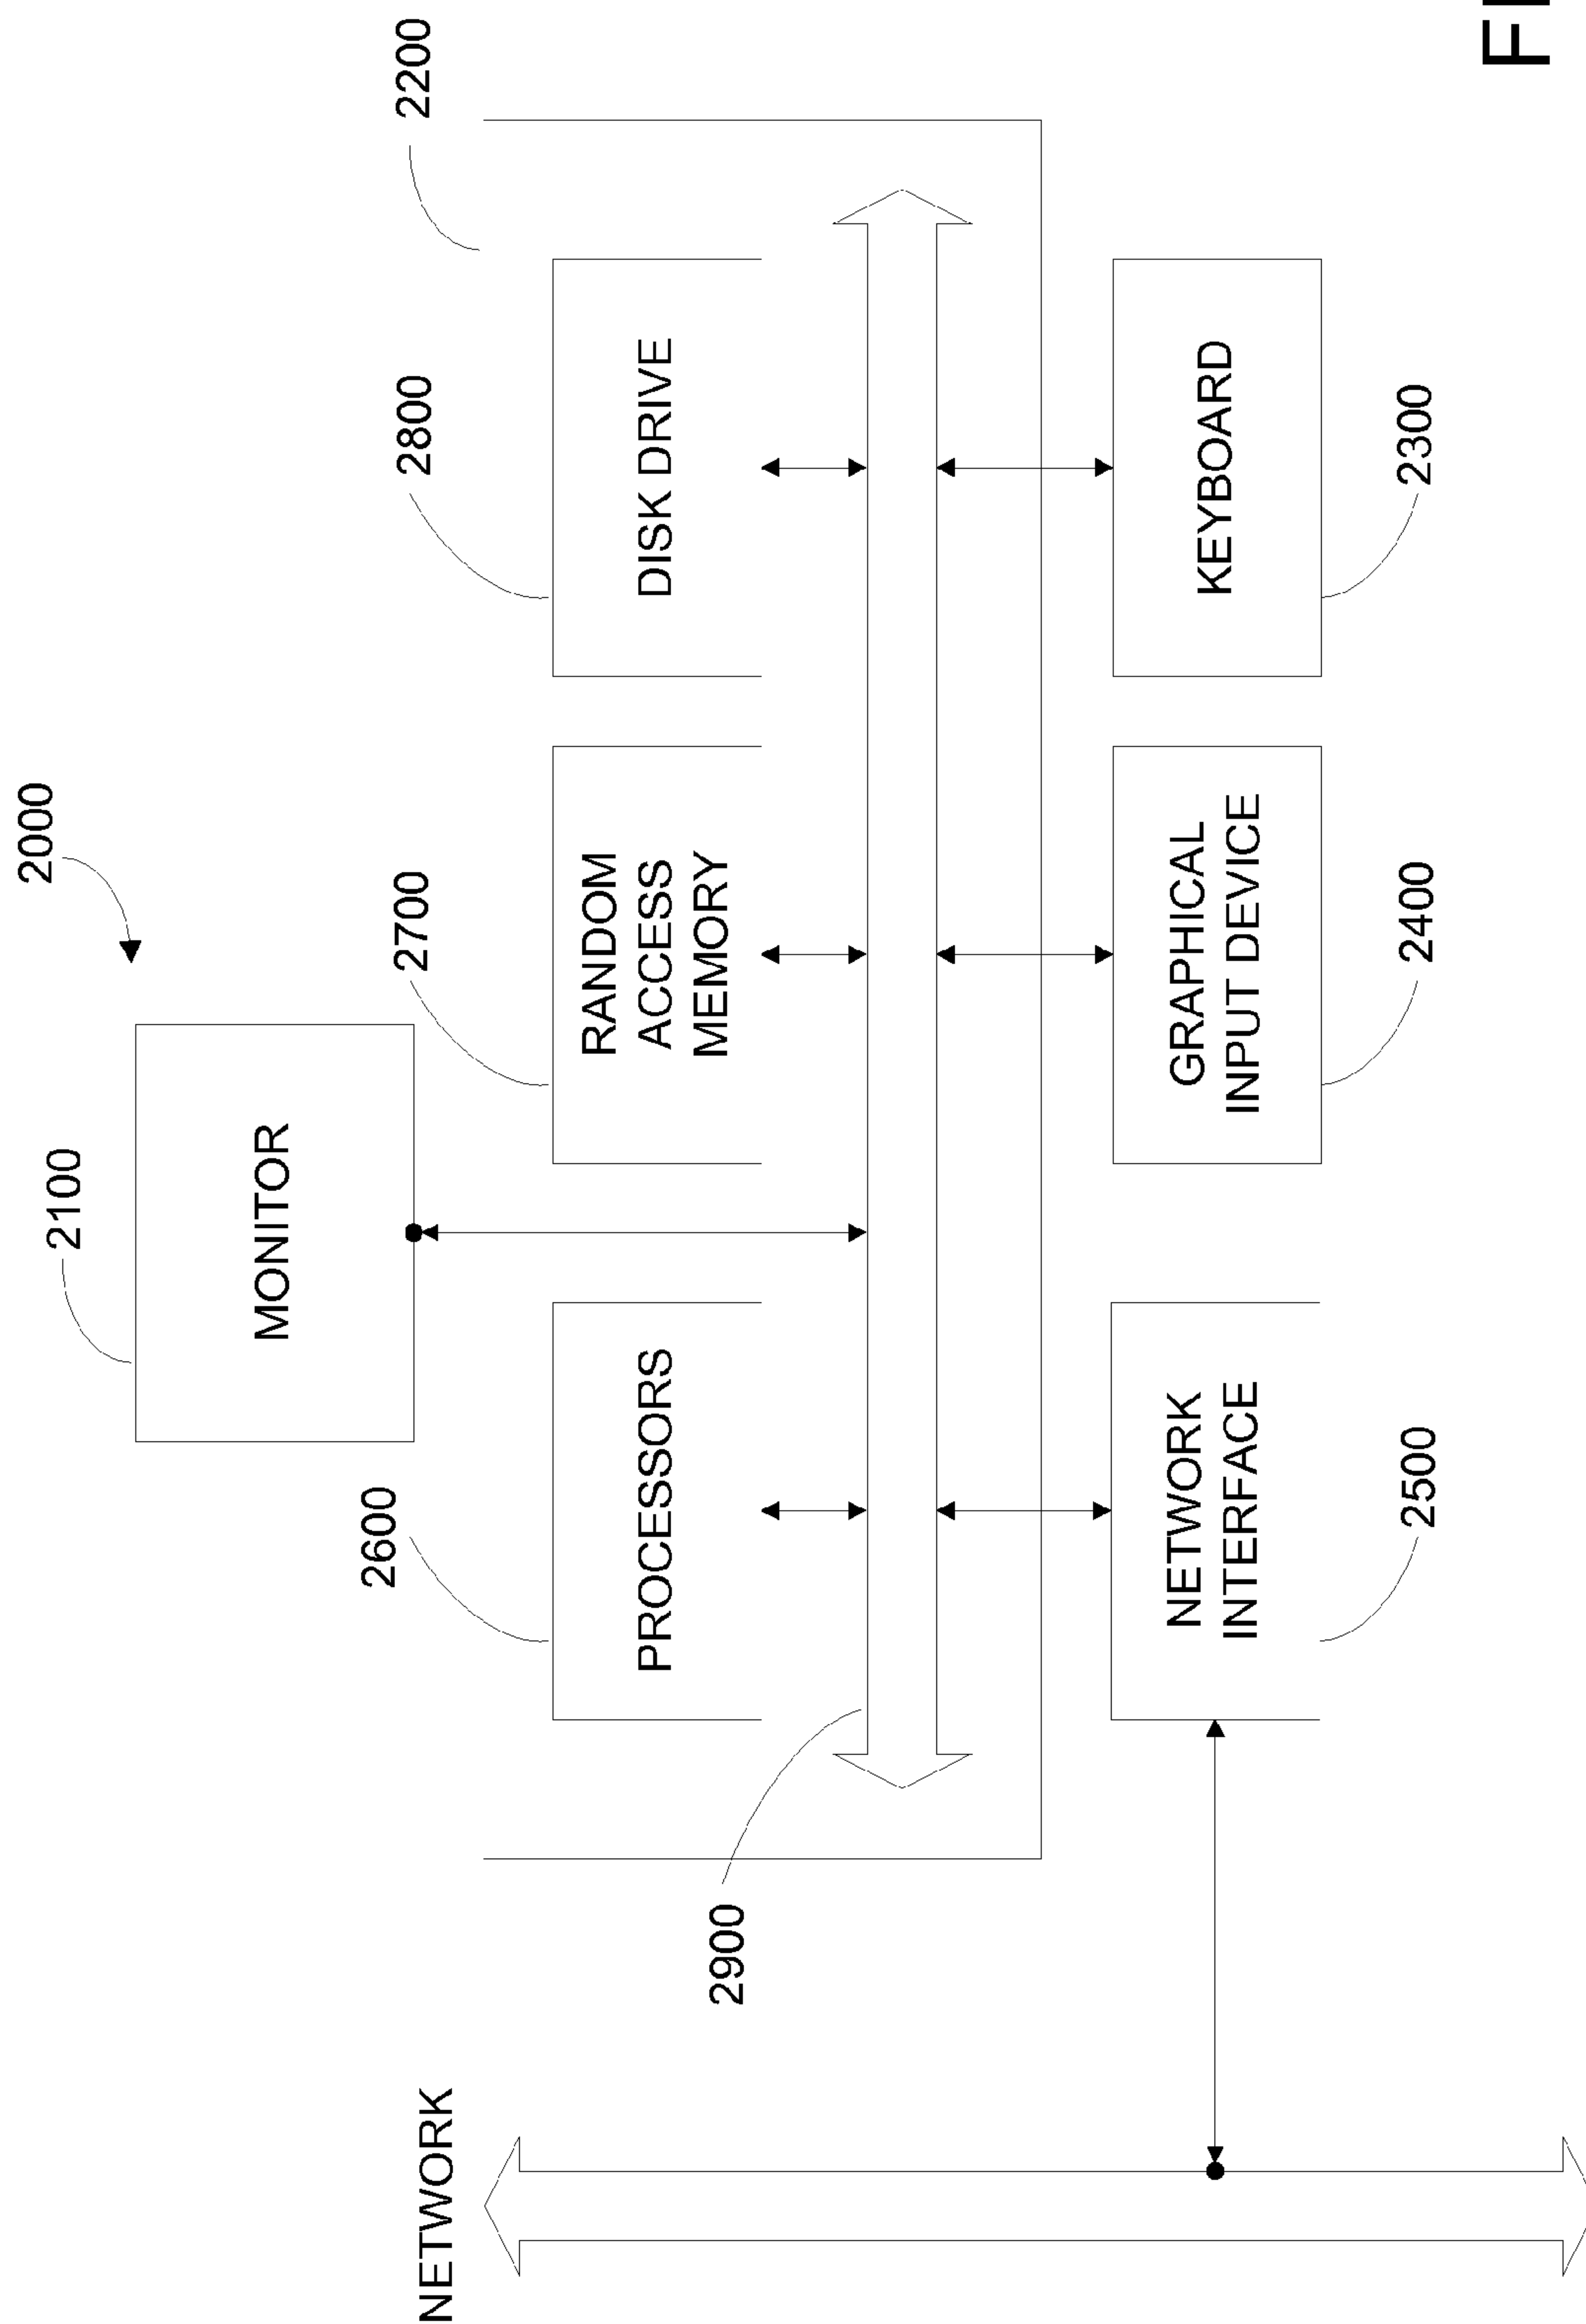 2000
2100
MONITOR
NETWORK
2600
2700
2800
2200
PROCESSORS
RANDOM
ACCESS
MEMORY
DISK DRIVE
2900
NETWORK
INTERFACE
GRAPHICAL
INPUT DEVICE
KEYBOARD
2500
2400
2300